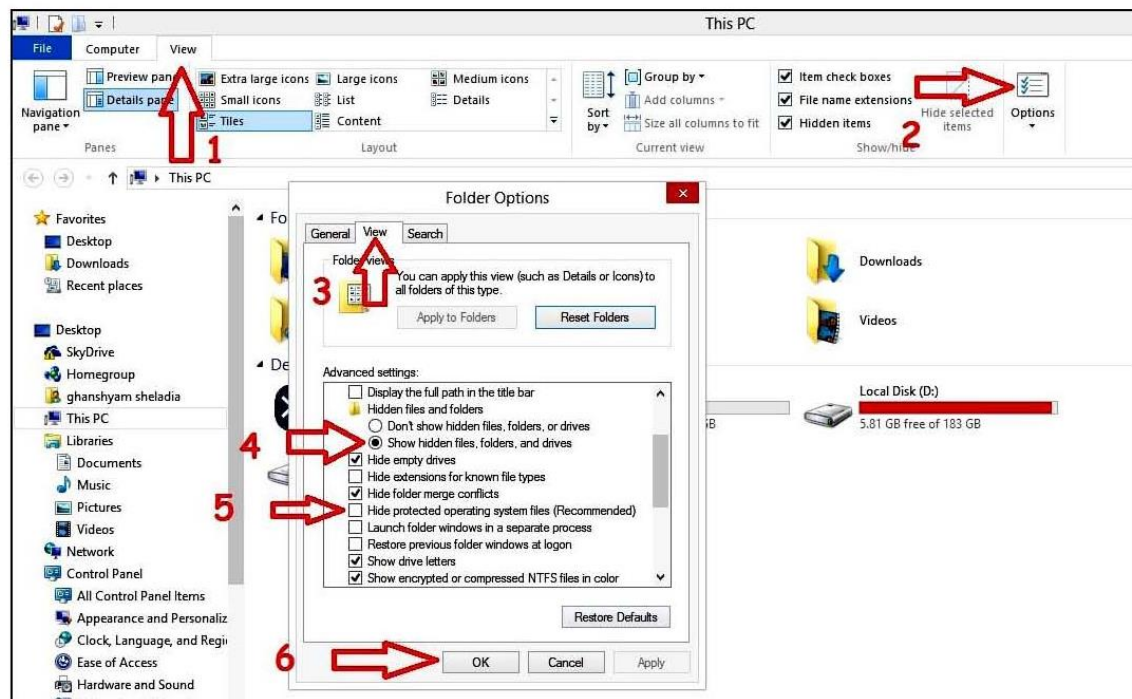 This PC
File Computer View
Preview pane
Details pane
Navigation pane
Panes
Extra large icons Large icons Medium icons
Small icons List Details
Tiles Content
Layout
Sort by
Group by
Add columns
Size all columns to fit
Current view
Item check boxes
File name extensions
Hidden items
Hide selected items
Show/hide
Options
1
2
This PC
Favorites
Desktop
Downloads
Recent places
Desktop
SkyDrive
Homegroup
ghanshyam sheladia
This PC
Libraries
Documents
Music
Pictures
Videos
Network
Control Panel
All Control Panel Items
Appearance and Personaliz
Clock, Language, and Regi
Ease of Access
Hardware and Sound
Fo
De
Folder Options
General View Search
Folder views
3
You can apply this view (such as Details or Icons) to
all folders of this type.
Apply to Folders Reset Folders
Advanced settings:
Display the full path in the title bar
Hidden files and folders
Don't show hidden files, folders, or drives
4 Show hidden files, folders, and drives
Hide empty drives
Hide extensions for known file types
Hide folder merge conflicts
5 Hide protected operating system files (Recommended)
Launch folder windows in a separate process
Restore previous folder windows at logon
Show drive letters
Show encrypted or compressed NTFS files in color
Restore Defaults
6 OK Cancel Apply
Downloads
Videos
Local Disk (D:)
5.81 GB free of 183 GB